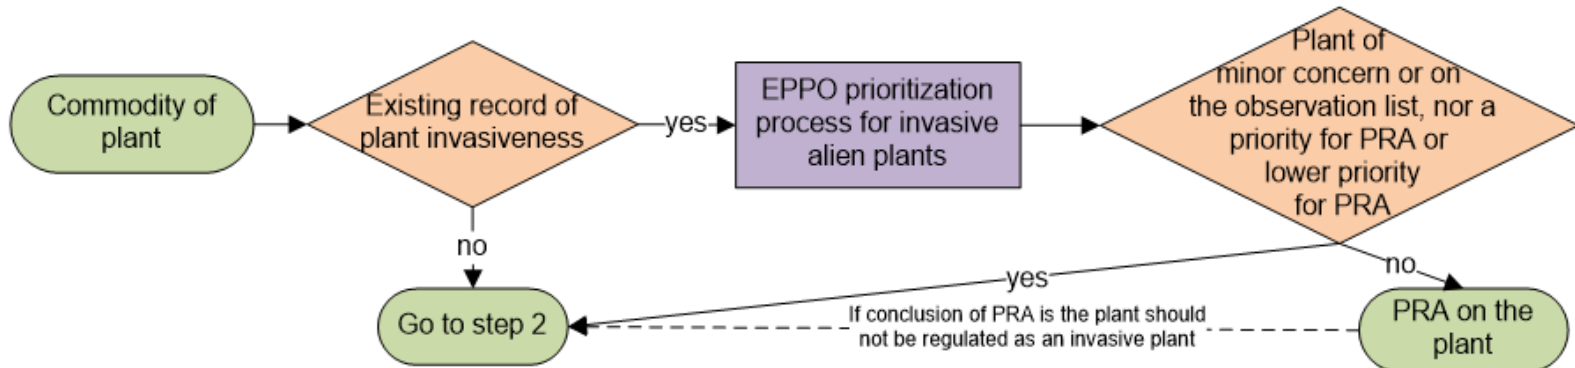 Commodity of
plant
Existing record of
plant invasiveness
yes
EPPO prioritization
process for invasive
alien plants
Plant of
minor concern or on
the observation list, nor a
priority for PRA or
lower priority
for PRA
no
yes
no
Go to step 2
If conclusion of PRA is the plant should
not be regulated as an invasive plant
PRA on the
plant